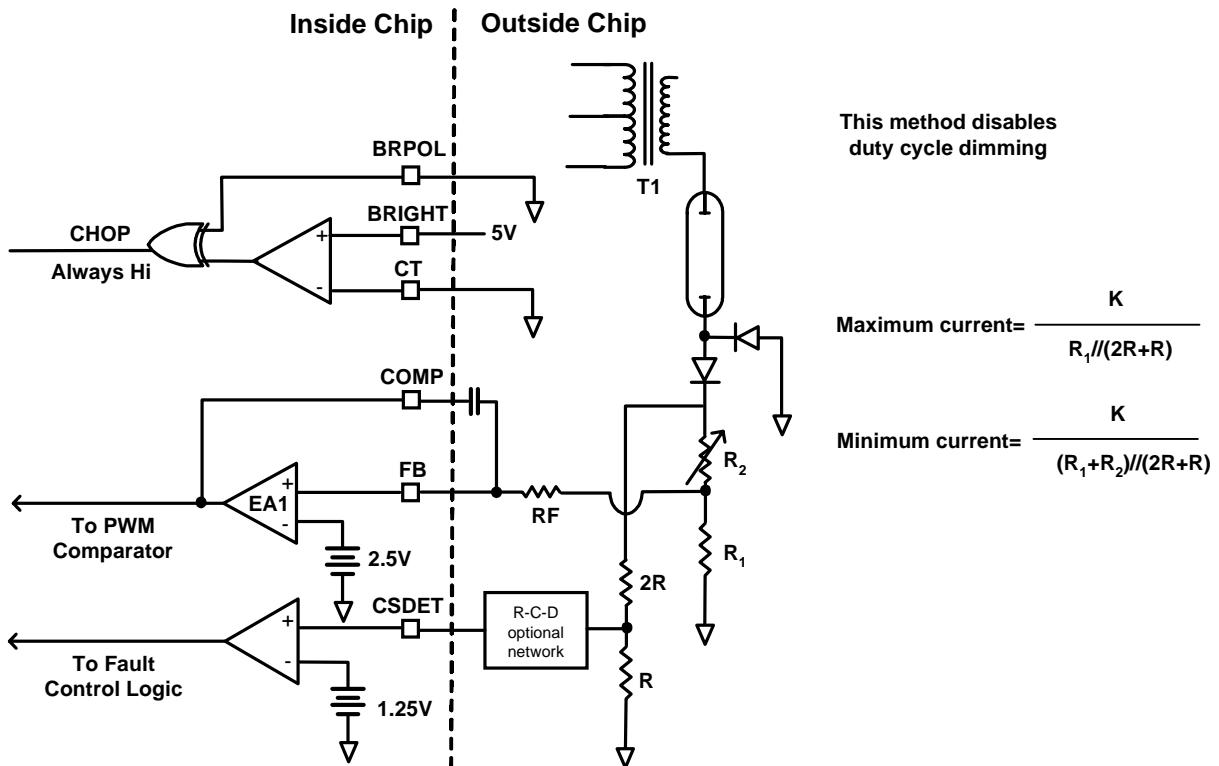 Inside Chip
Outside Chip
BRPOL
BRIGHT
5V
CT
CHOP
Always Hi
+
-
T1
This method disables
duty cycle dimming
COMP
FB
EA1
+
-
RF
R2
R1
To PWM
Comparator
2.5V
CSDET
+
-
R-C-D
optional
network
2R
R
To Fault
Control Logic
1.25V
Maximum current=
K
R1//(2R+R)
Minimum current=
K
(R1+R2)//(2R+R)